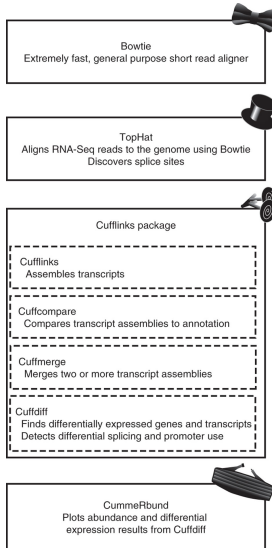 Bowtie
Extremely fast, general purpose short read aligner
TopHat
Aligns RNA-Seq reads to the genome using Bowtie
Discovers splice sites
Cufflinks package
Cufflinks
Assembles transcripts
Cuffcompare
Compares transcript assemblies to annotation
Cuffmerge
Merges two or more transcript assemblies
Cuffdiff
Finds differentially expressed genes and transcripts
Detects differential splicing and promoter use
CummeRbund
Plots abundance and differential
expression results from Cuffdiff